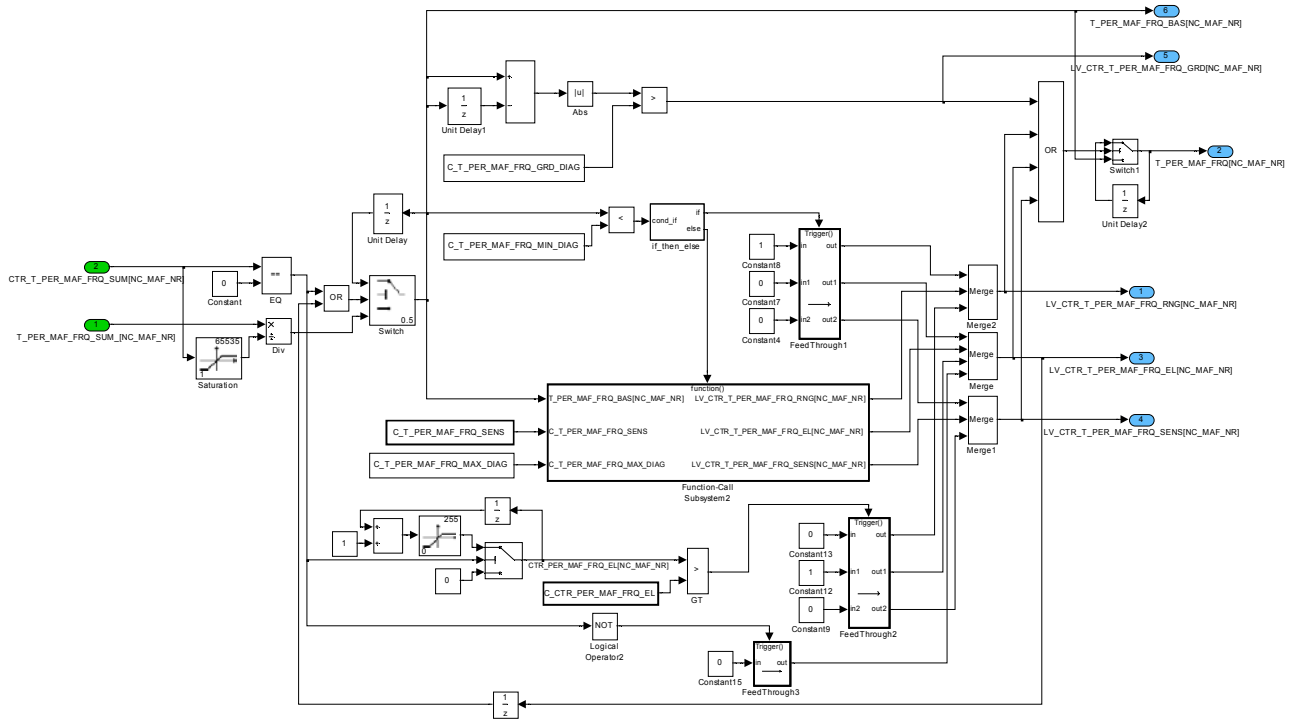 6
T_PER_MAF_FRQ_BAS[NC_MAF_NR]
5
LV_CTR_T_PER_MAF_FRQ_GRD[NC_MAF_NR]
+
-
1
z
Unit Delay1
|u|
Abs
>
C_T_PER_MAF_FRQ_GRD_DIAG
OR
Switch1
2
T_PER_MAF_FRQ[NC_MAF_NR]
1
z
Unit Delay2
1
z
Unit Delay
<
C_T_PER_MAF_FRQ_MIN_DIAG
cond_if
if
else
if_then_else
Trigger()
in
out
in1
out1
in2
out2
FeedThrough1
1
Constant8
0
Constant7
0
Constant4
2
CTR_T_PER_MAF_FRQ_SUM[NC_MAF_NR]
0
Constant
==
EQ
OR
0.5
Switch
1
T_PER_MAF_FRQ_SUM_[NC_MAF_NR]
×
÷
Div
65535
1
Saturation
Merge
Merge2
1
LV_CTR_T_PER_MAF_FRQ_RNG[NC_MAF_NR]
Merge
Merge
3
LV_CTR_T_PER_MAF_FRQ_EL[NC_MAF_NR]
Merge
Merge1
4
LV_CTR_T_PER_MAF_FRQ_SENS[NC_MAF_NR]
function()
T_PER_MAF_FRQ_BAS[NC_MAF_NR]
LV_CTR_T_PER_MAF_FRQ_RNG[NC_MAF_NR]
C_T_PER_MAF_FRQ_SENS
C_T_PER_MAF_FRQ_SENS
LV_CTR_T_PER_MAF_FRQ_EL[NC_MAF_NR]
C_T_PER_MAF_FRQ_MAX_DIAG
C_T_PER_MAF_FRQ_MAX_DIAG
LV_CTR_T_PER_MAF_FRQ_SENS[NC_MAF_NR]
Function-Call
Subsystem2
1
z
1
+
+
255
0
0
CTR_PER_MAF_FRQ_EL[NC_MAF_NR]
C_CTR_PER_MAF_FRQ_EL
>
GT
Trigger()
in
out
in1
out1
in2
out2
FeedThrough2
0
Constant13
1
Constant12
0
Constant9
NOT
Logical
Operator2
Trigger()
in
out
FeedThrough3
0
Constant15
1
z